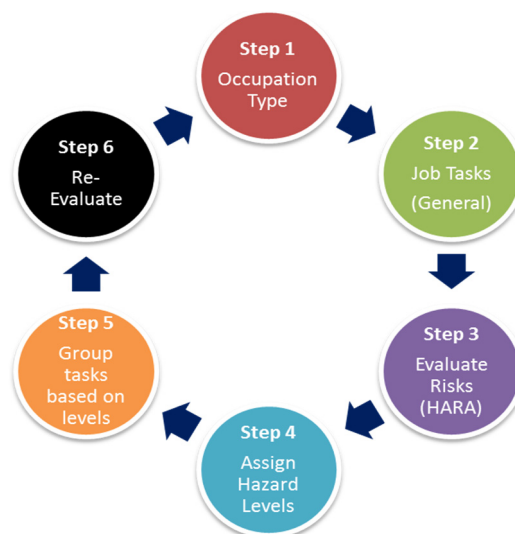 Step 1
Occupation
Type
Step 2
Job Tasks
(General)
Step 3
Evaluate
Risks
(HARA)
Step 4
Assign
Hazard
Levels
Step 5
Group
tasks
based on
levels
Step 6
Re-
Evaluate